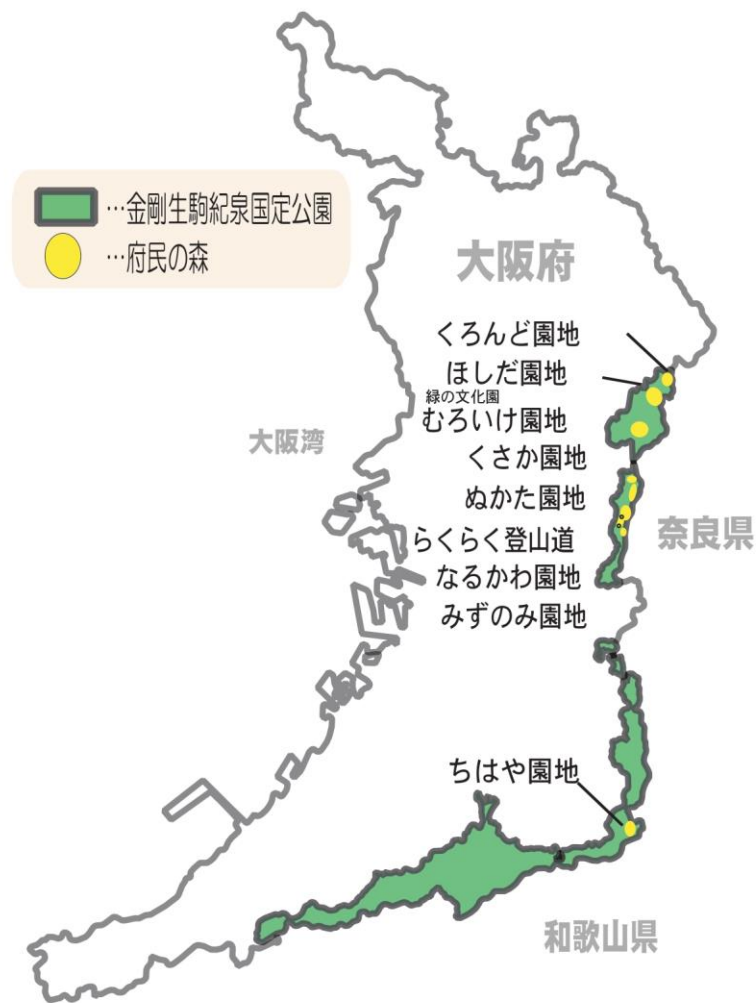 …金剛生駒紀泉国定公園
…府民の森
大阪府
くろんど園地
ほしだ園地
緑の文化園
むろいけ園地
大阪湾
くさか園地
ぬかた園地
奈良県
らくらく登山道
なるかわ園地
みずのみ園地
ちはや園地
和歌山県